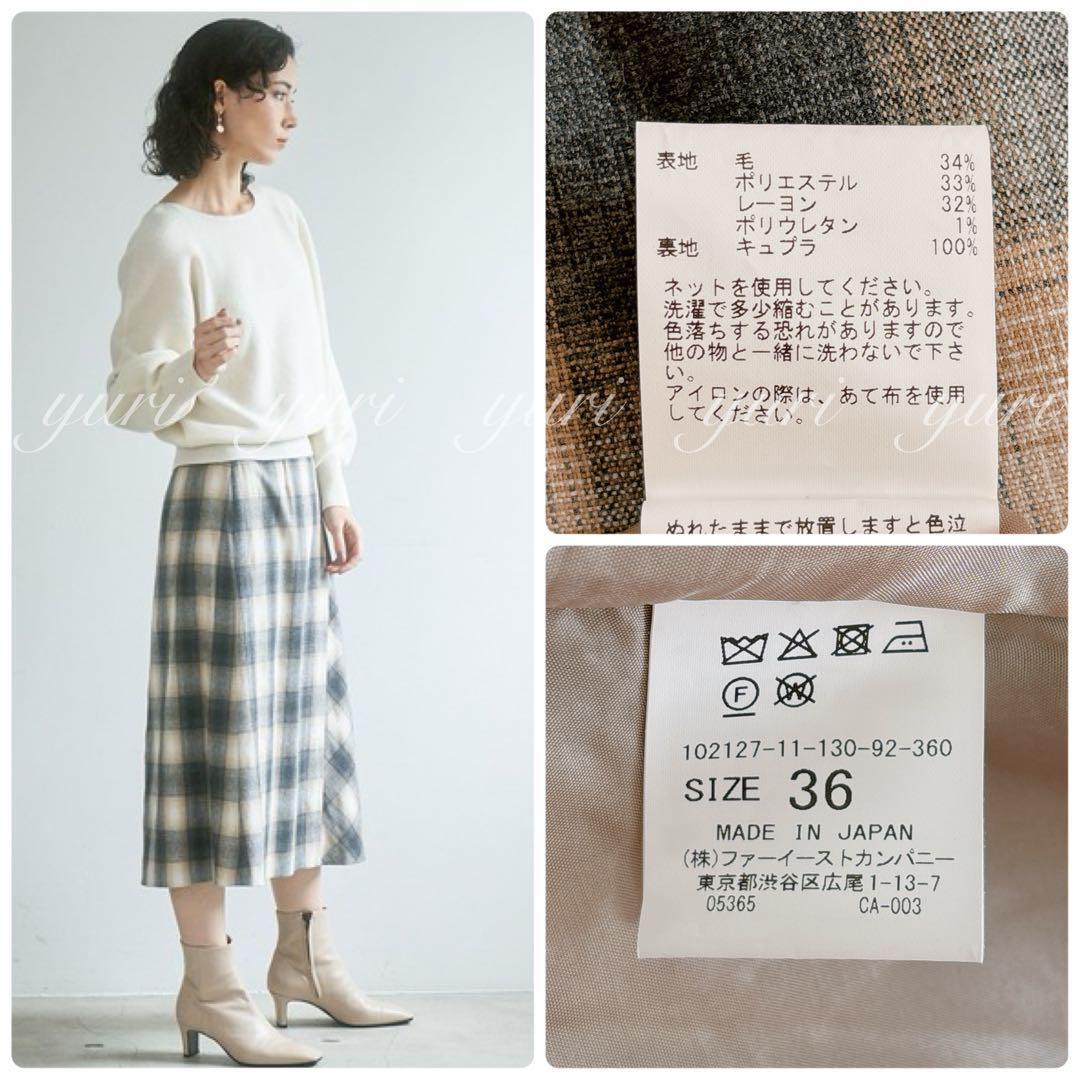 yuri yuri yuri yuri yuri
表地 毛 34%
ポリエステル 33%
レーヨン 32%
ポリウレタン 1%
裏地 キュプラ 100%
ネットを使用してください。
洗濯で多少縮むことがあります。
色落ちする恐れがありますので
他の物と一緒に洗わないで下さ
い。
アイロンの際は、あて布を使用
してください。
ぬれたままで放置しますと色泣
F W
102127-11-130-92-360
SIZE 36
MADE IN JAPAN
(株)ファーイーストカンパニー
東京都渋谷区広尾1-13-7
05365 CA-003